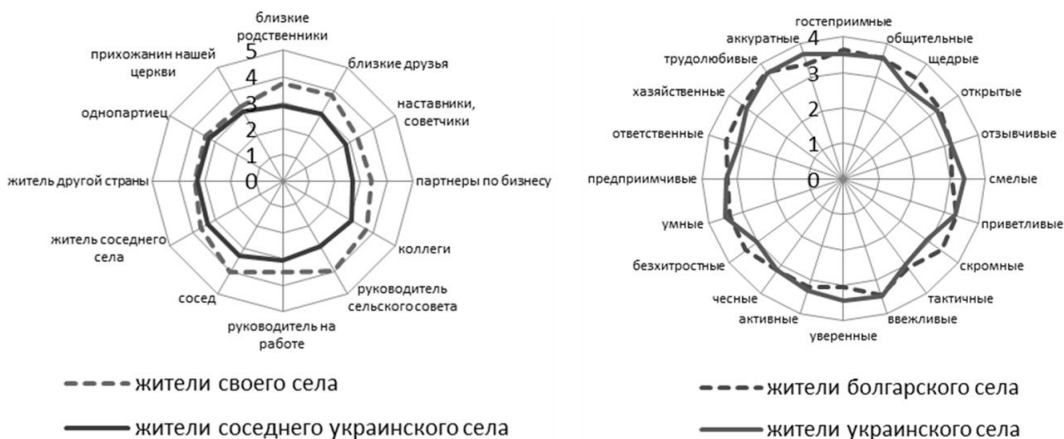 близкие
родственники
близкие друзья
наставники,
советчики
партнеры по бизнесу
коллеги
руководитель
сельского совета
руководитель на
работе
сосед
житель соседнего
села
житель другой страны
однопартиец
прихожанин нашей
церкви
5
4
3
2
1
0
жители своего села
жители соседнего украинского села
гостеприимные
общительные
щедрые
открытые
отзывчивые
смелые
приветливые
скромные
тактичные
ввежливые
уверенные
активные
чесные
безхитростные
умные
предприимчивые
ответственные
хазяйственные
трудолюбивые
аккуратные
4
3
2
1
0
жители болгарского села
жители украинского села